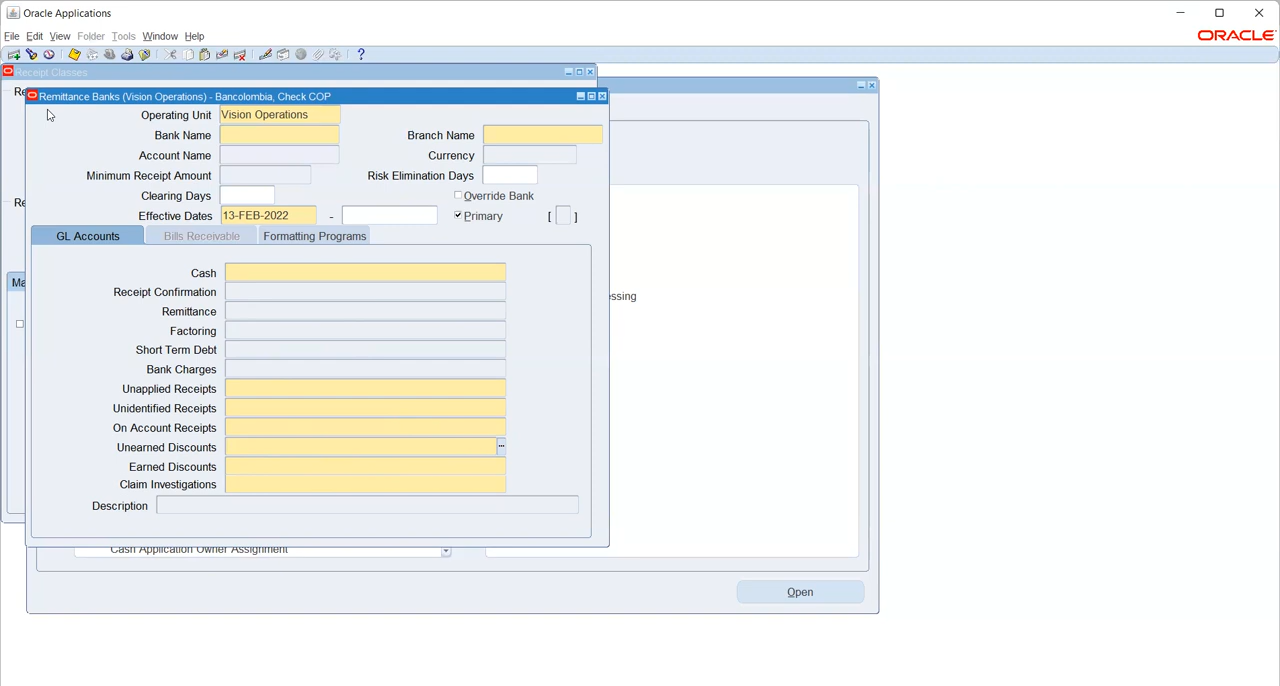 Oracle Applications
File Edit View Folder Tools Window Help
ORACLE
Receipt Classes
Re
Remittance Banks (Vision Operations) - Bancolombia, Check COP
Operating Unit Vision Operations
Bank Name Branch Name
Account Name Currency
Minimum Receipt Amount Risk Elimination Days
Clearing Days Override Bank
Re
Effective Dates 13-FEB-2022 - Primary [ ]
GL Accounts Bills Receivable Formatting Programs
Cash
Ma
Receipt Confirmation
essing
Remittance
Factoring
Short Term Debt
Bank Charges
Unapplied Receipts
Unidentified Receipts
On Account Receipts
Unearned Discounts ...
Earned Discounts
Claim Investigations
Description
Cash Application Owner Assignment
Open